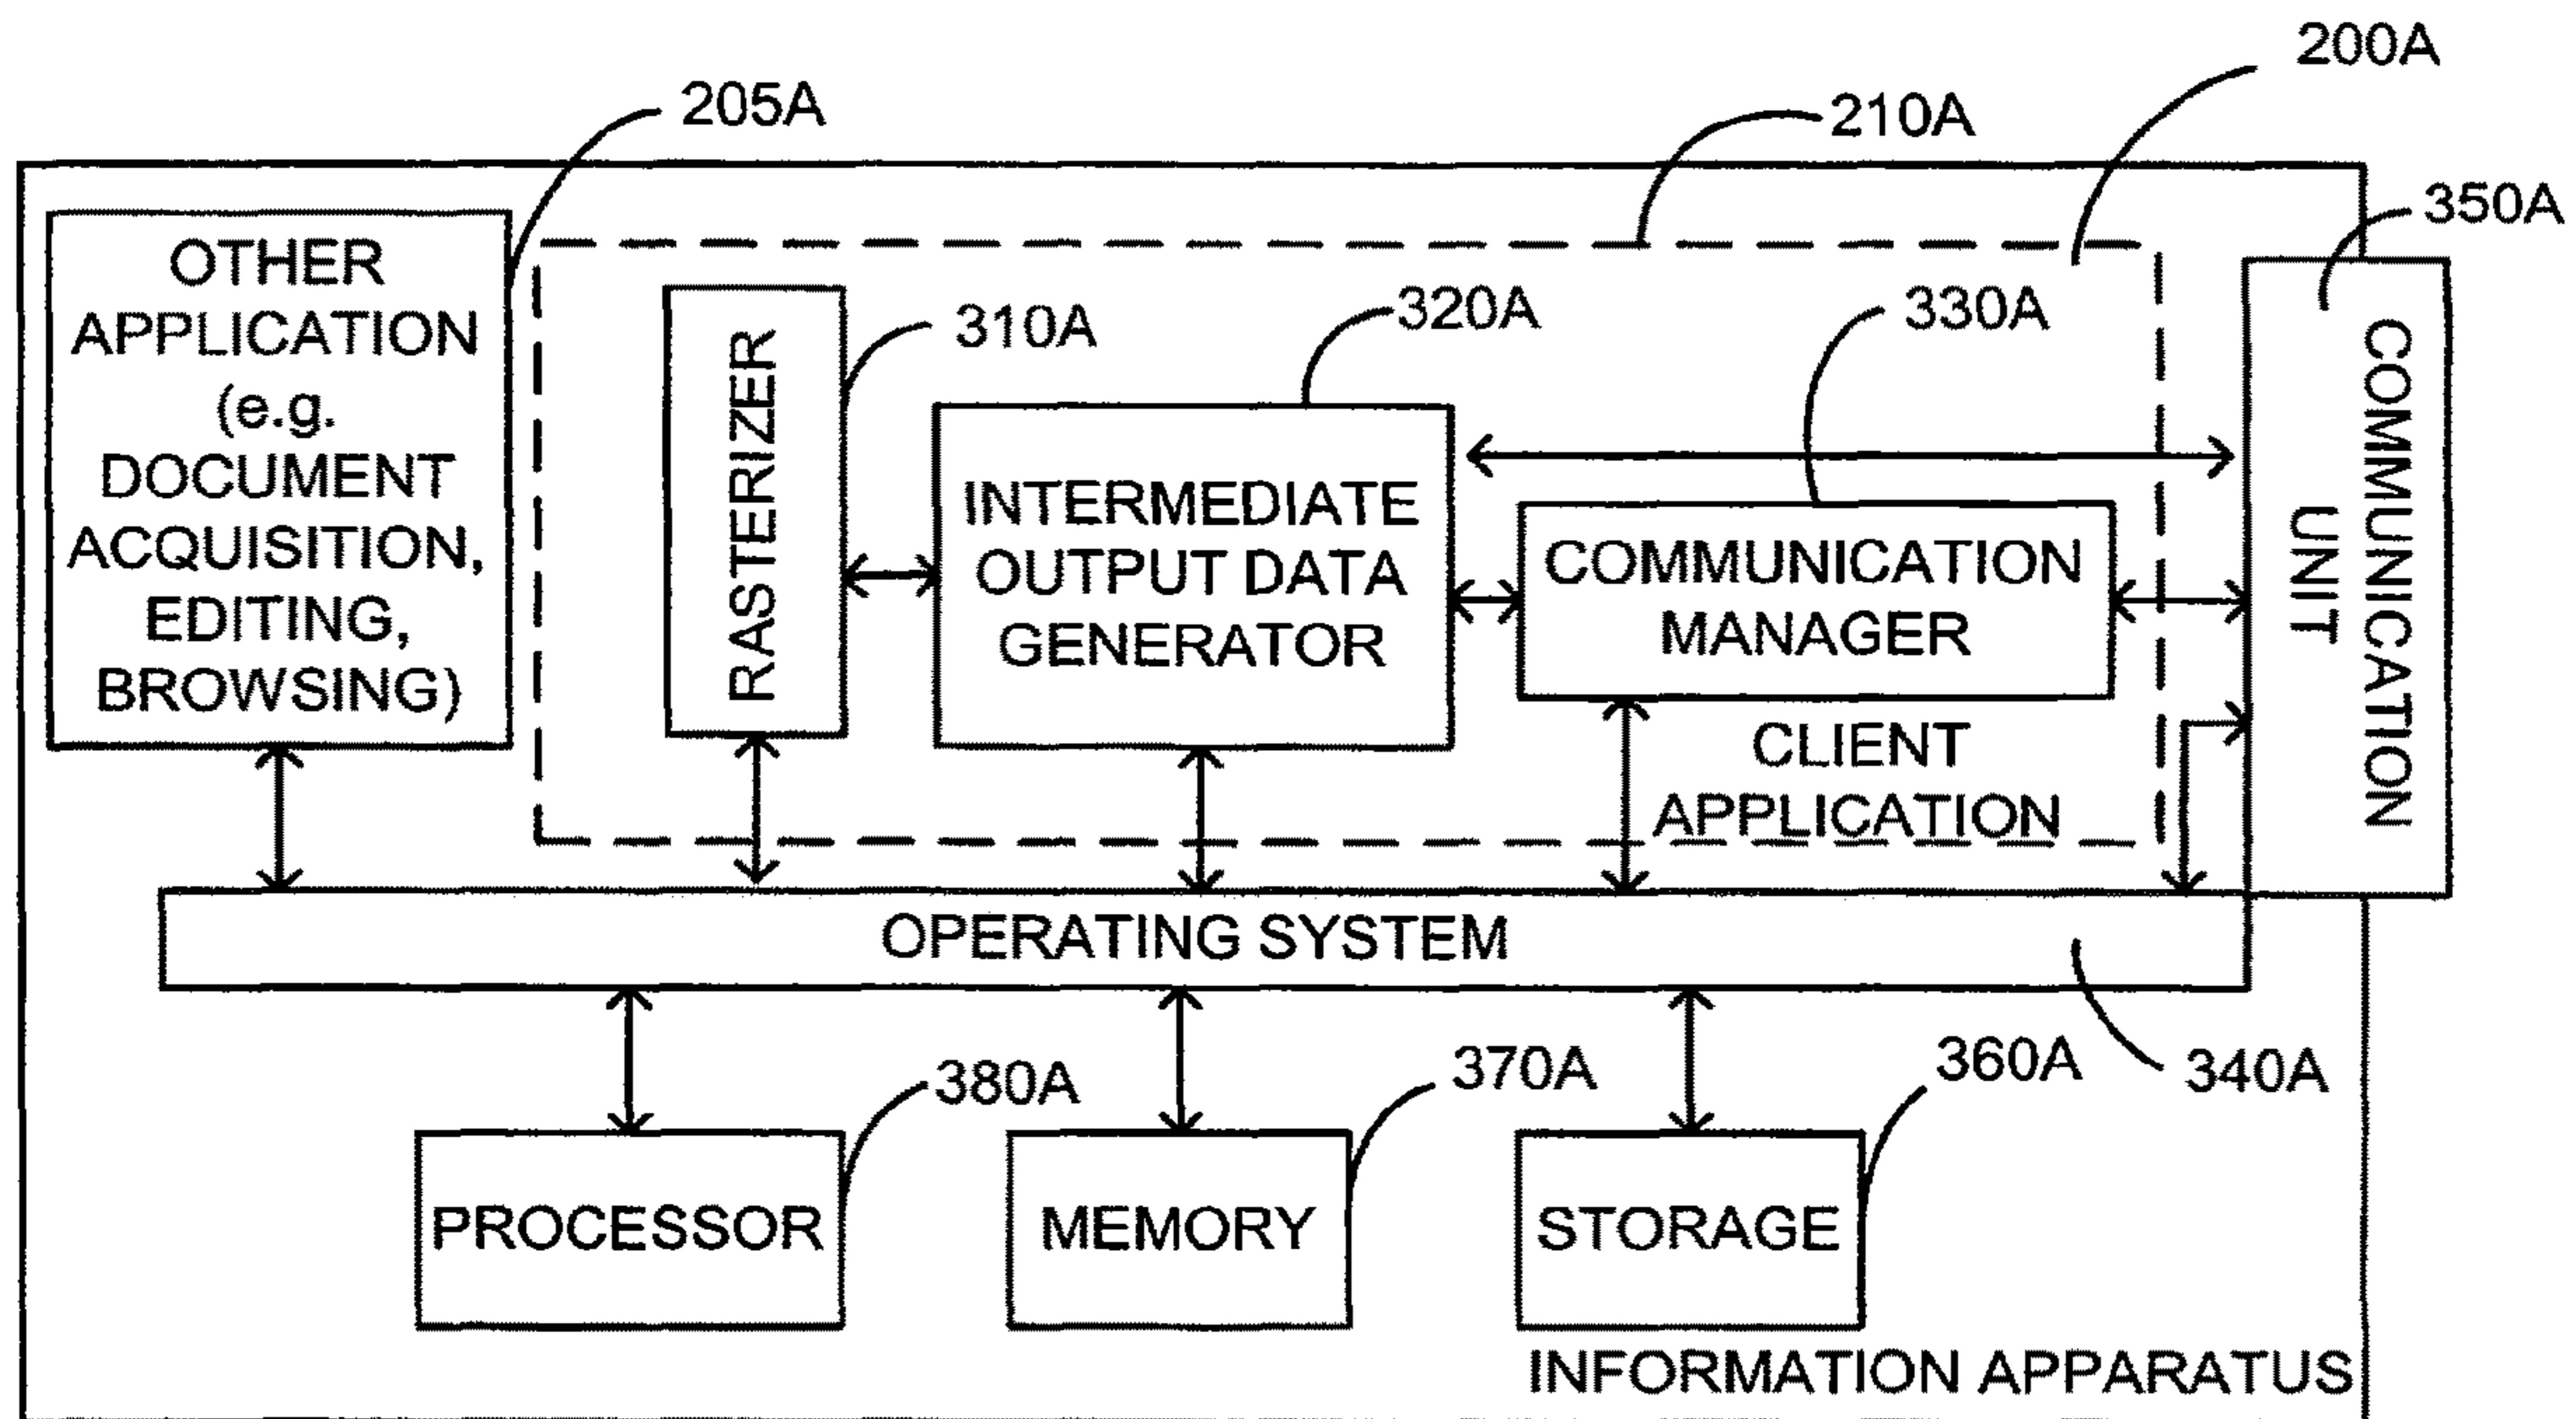 200A
205A
210A
350A
OTHER
APPLICATION
(e.g.
DOCUMENT
ACQUISITION,
EDITING,
BROWSING)
RASTERIZER
310A
320A
330A
INTERMEDIATE
OUTPUT DATA
GENERATOR
COMMUNICATION
MANAGER
CLIENT
APPLICATION
COMMUNICATION
UNIT
OPERATING SYSTEM
380A
370A
360A
340A
PROCESSOR
MEMORY
STORAGE
INFORMATION APPARATUS